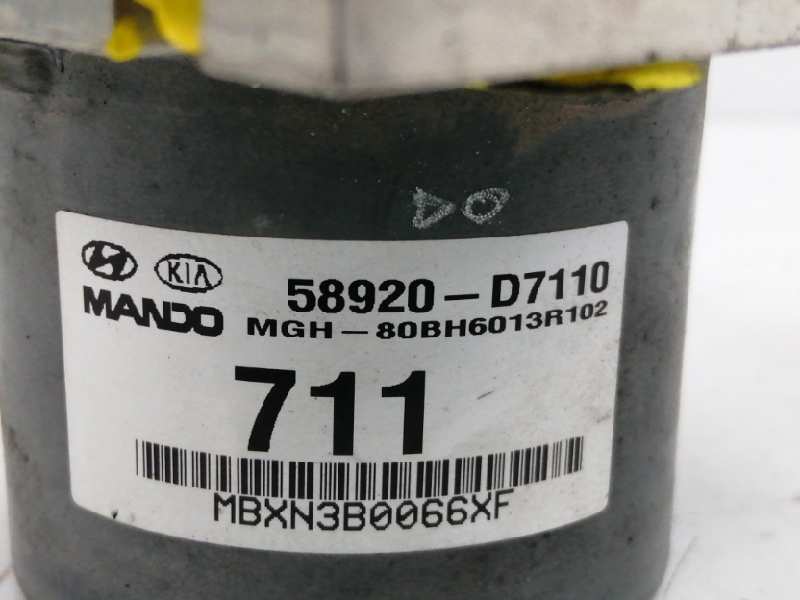 KIA 58920-D7110
MANDO MGH-80BH6013R102
711
MBXN3B0066XF